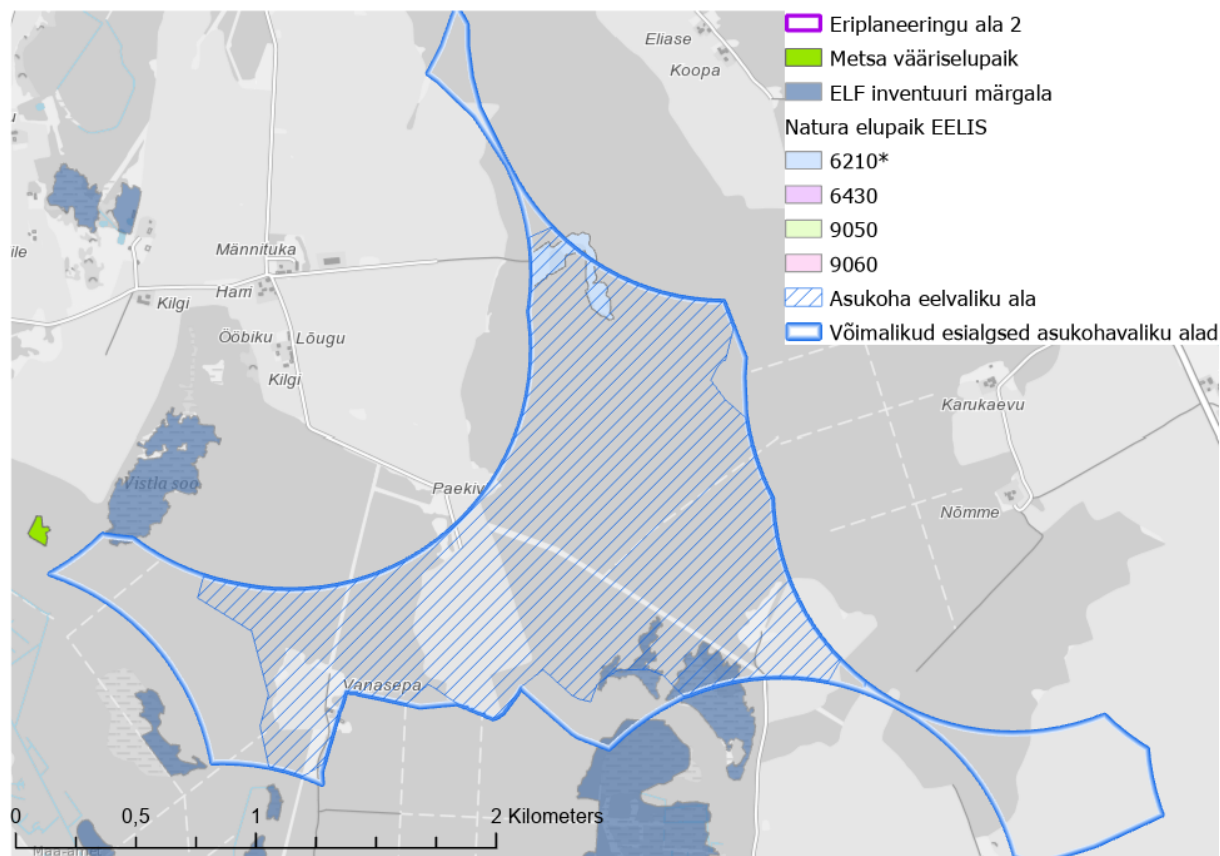 Eriplaneeringu ala 2
Metsa vääriselupaik
ELF inventuuri märgala
Natura elupaik EELIS
6210*
6430
9050
9060
Asukoha eelvaliku ala
Võimalikud esialgsed asukohavaliku alad
Eliase
Koopa
Männituka
Kilgi
Ööbiku
Lõugu
Kilgi
Karukaevu
Vistla soo
Paekivi
Nõmme
Vanasepa
0 0,5 1 2 Kilometers
Maa-amet